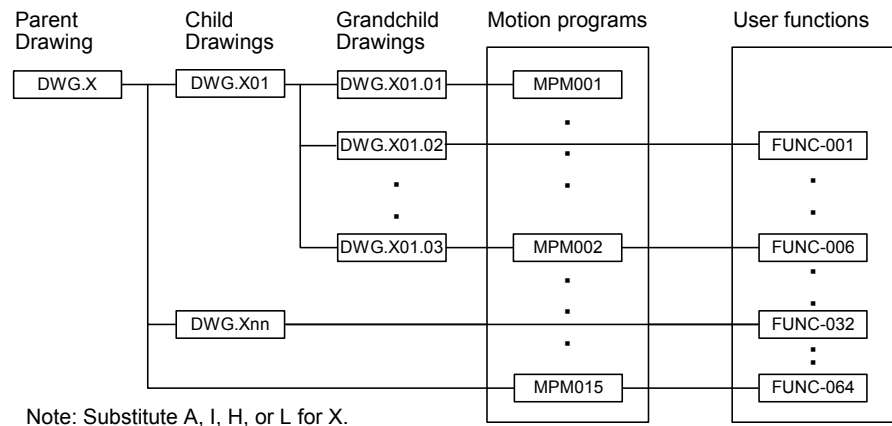 Parent Drawing
Child Drawings
Grandchild Drawings
Motion programs
User functions
DWG.X
DWG.X01
DWG.X01.01
MPM001
DWG.X01.02
FUNC-001
DWG.X01.03
MPM002
FUNC-006
DWG.Xnn
FUNC-032
MPM015
FUNC-064
Note: Substitute A, I, H, or L for X.